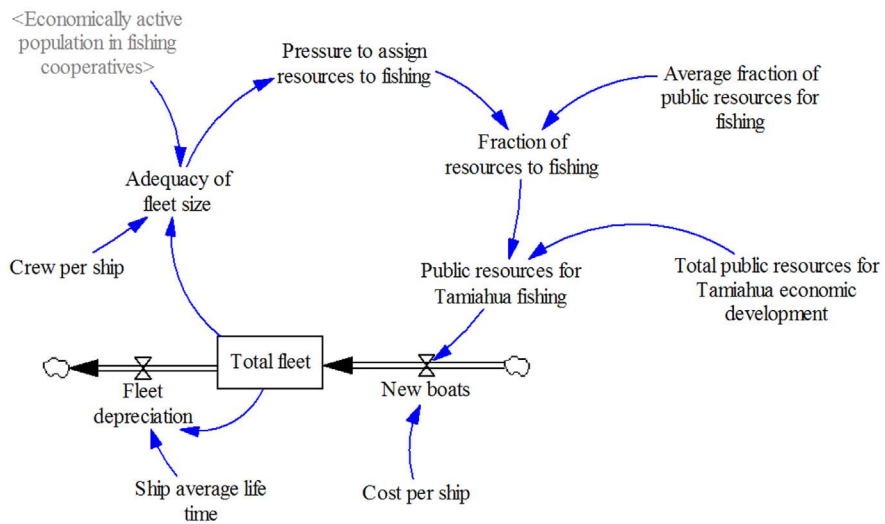 <Economically active
population in fishing
cooperatives>
Pressure to assign
resources to fishing
Average fraction of
public resources for
fishing
Fraction of
resources to fishing
Adequacy of
fleet size
Crew per ship
Public resources for
Tamiahua fishing
Total public resources for
Tamiahua economic
development
Total fleet
Fleet
depreciation
New boats
Ship average life
time
Cost per ship